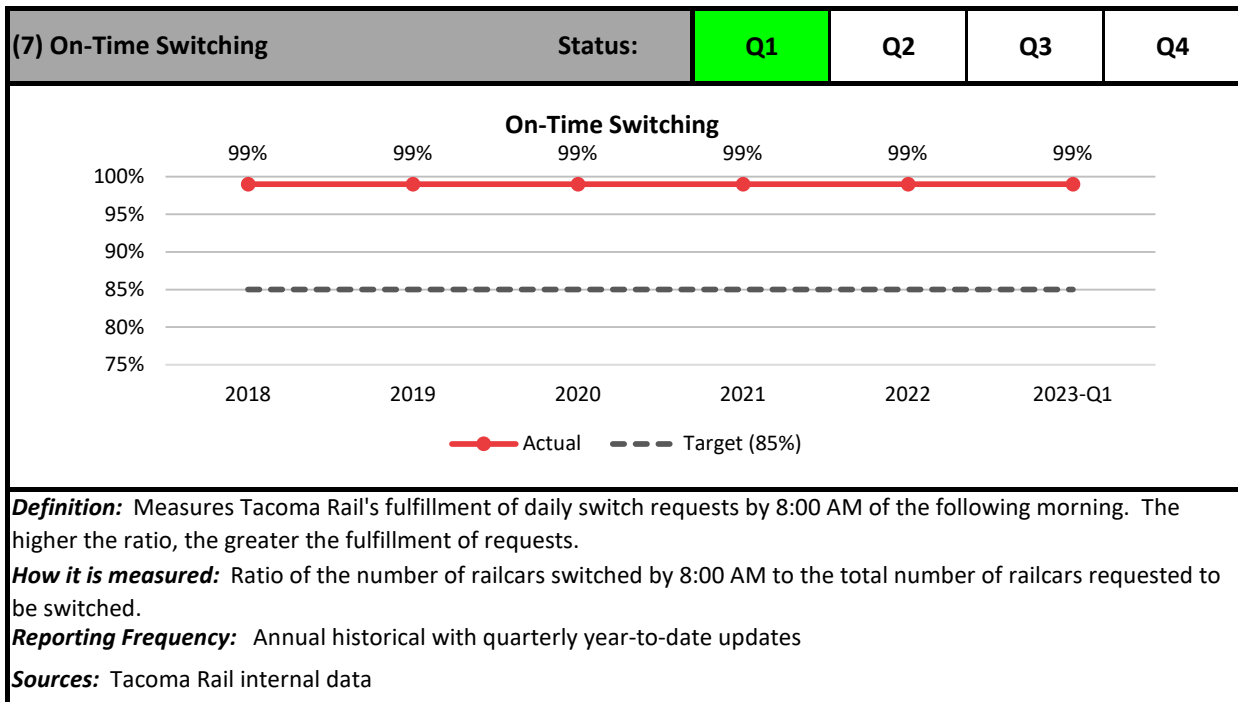 (7) On-Time Switching Status: Q1 Q2 Q3 Q4
On-Time Switching
99% 99% 99% 99% 99% 99%
100%
95%
90%
85%
80%
75%
2018 2019 2020 2021 2022 2023-Q1
Actual Target (85%)
Definition: Measures Tacoma Rail's fulfillment of daily switch requests by 8:00 AM of the following morning. The
higher the ratio, the greater the fulfillment of requests.
How it is measured: Ratio of the number of railcars switched by 8:00 AM to the total number of railcars requested to
be switched.
Reporting Frequency: Annual historical with quarterly year-to-date updates
Sources: Tacoma Rail internal data